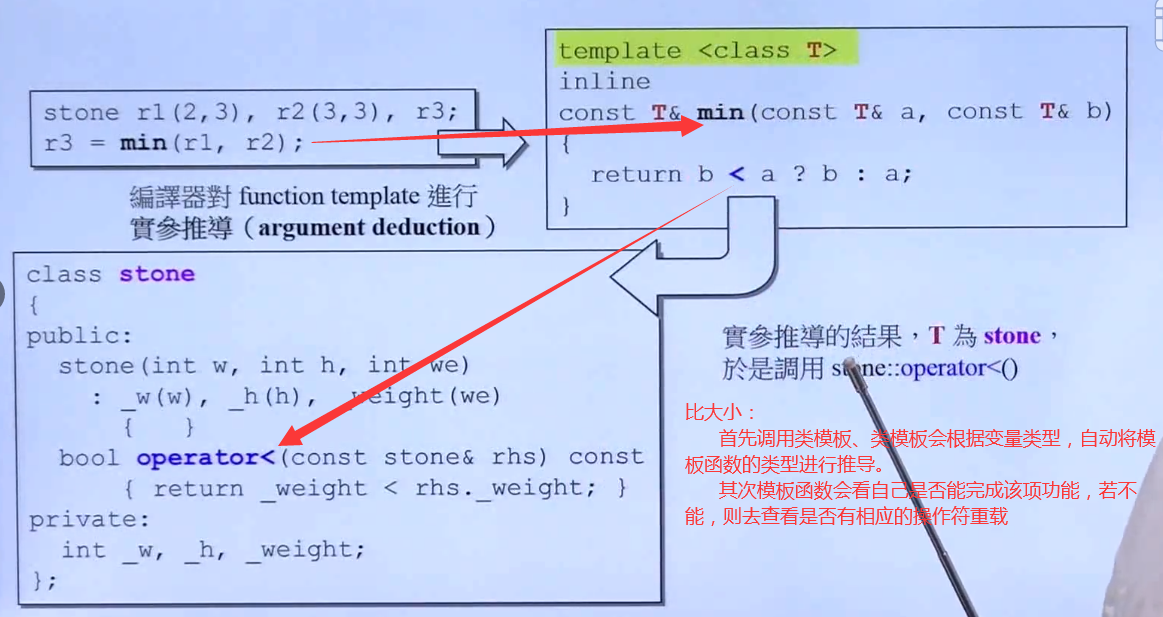 stone r1(2,3), r2(3,3), r3;
r3 = min(r1, r2);
編譯器對 function template 進行
實參推導（argument deduction）
template <class T>
inline
const T& min(const T& a, const T& b)
{
return b < a ? b : a;
}
class stone
{
public:
stone(int w, int h, int we)
: _w(w), _h(h), _weight(we)
{ }
bool operator<(const stone& rhs) const
{ return _weight < rhs._weight; }
private:
int _w, _h, _weight;
};
實參推導的結果，T 為 stone，
於是調用 stone::operator<()
比大小：
首先调用类模板、类模板会根据变量类型，自动将模
板函数的类型进行推导。
其次模板函数会看自己是否能完成该项功能，若不
能，则去查看是否有相应的操作符重载